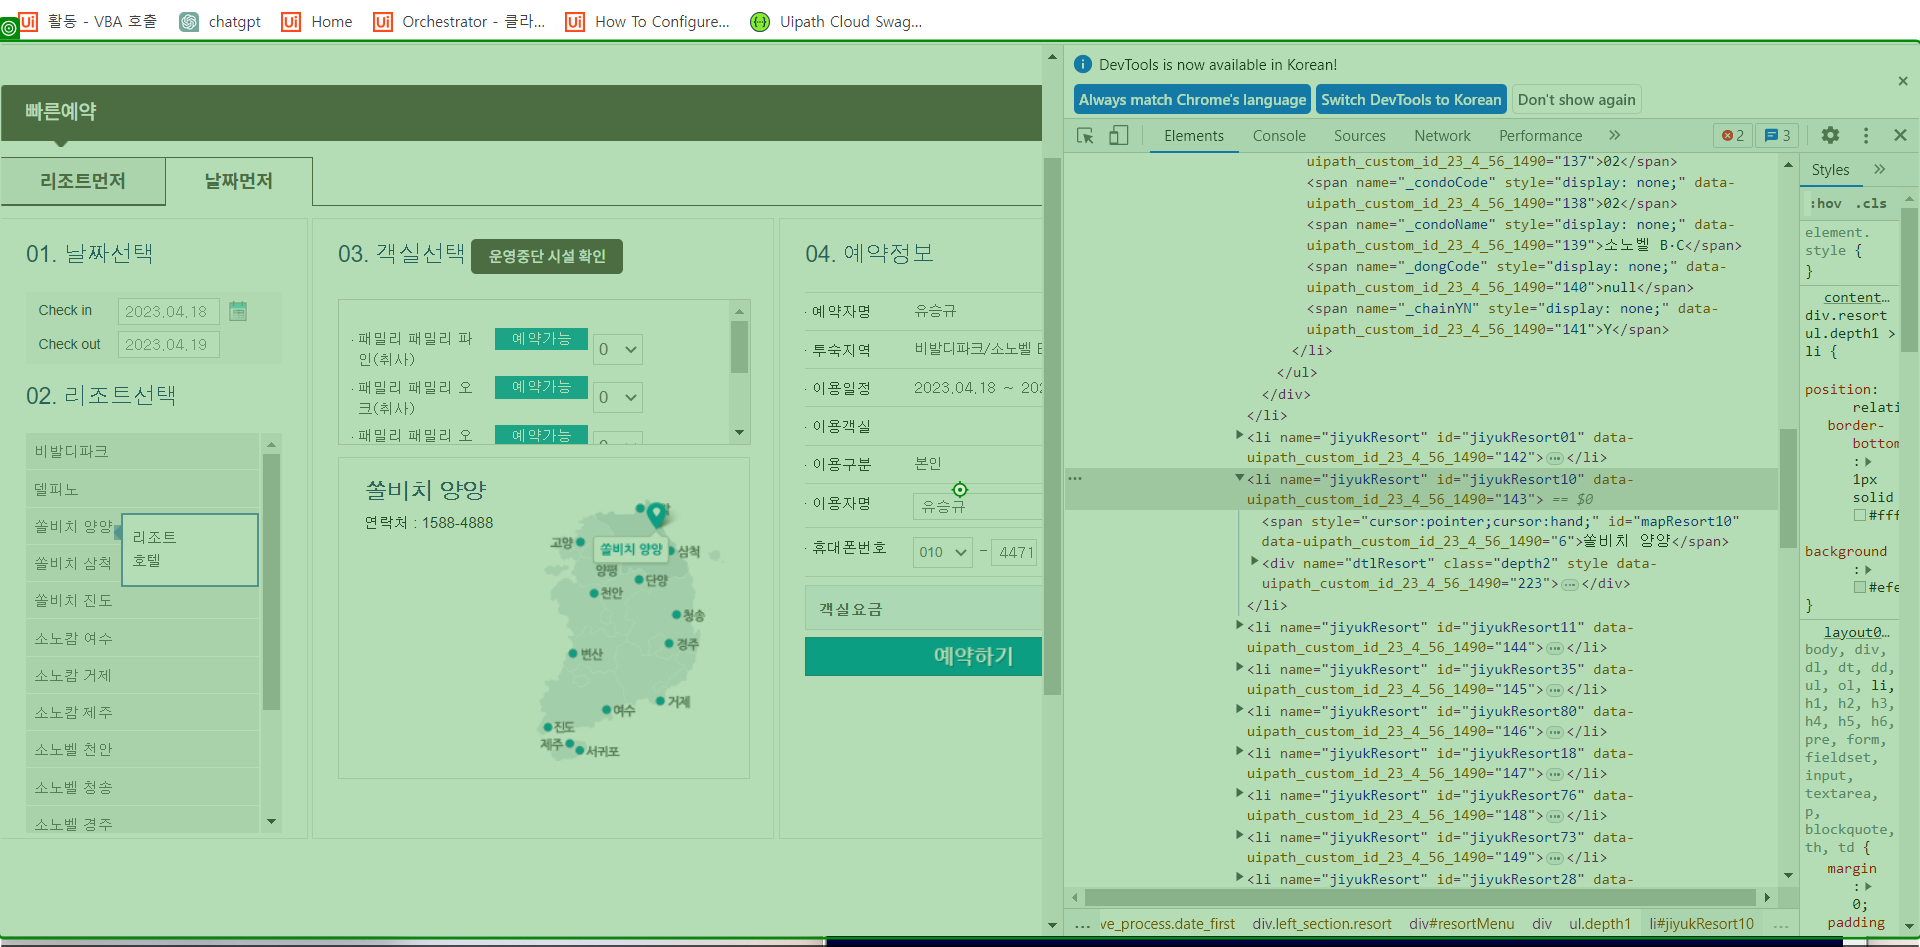 활동 - VBA 호출
chatgpt
Home
Orchestrator - 클라...
How To Configure...
Uipath Cloud Swag...
빠른예약
리조트먼저
날짜먼저
01. 날짜선택
Check in 2023.04.18
Check out 2023.04.19
02. 리조트선택
비발디파크
델피노
쏠비치 양양
쏠비치 삼척
쏠비치 진도
소노캄 여수
소노캄 거제
소노캄 제주
소노벨 천안
소노벨 청송
소노벨 경주
리조트
호텔
03. 객실선택 운영중단 시설 확인
· 패밀리 패밀리 파인(취사) 예약가능 0
· 패밀리 패밀리 오크(취사) 예약가능 0
· 패밀리 패밀리 오 예약가능
쏠비치 양양
연락처 : 1588-4888
고양
쏠비치 양양
삼척
양평
단양
천안
청송
경주
변산
거제
여수
진도
제주
서귀포
04. 예약정보
· 예약자명 유승규
· 투숙지역 비발디파크/소노벨
· 이용일정 2023.04.18 ~ 202
· 이용객실
· 이용구분 본인
· 이용자명 유승규
· 휴대폰번호 010 - 4471
객실요금
예약하기
DevTools is now available in Korean!
Always match Chrome's language
Switch DevTools to Korean
Don't show again
Elements Console Sources Network Performance » 2 3
uipath_custom_id_23_4_56_1490="137">02</span>
<span name="_condoCode" style="display: none;" data-
uipath_custom_id_23_4_56_1490="138">02</span>
<span name="_condoName" style="display: none;" data-
uipath_custom_id_23_4_56_1490="139">소노벨 B·C</span>
<span name="_dongCode" style="display: none;" data-
uipath_custom_id_23_4_56_1490="140">null</span>
<span name="_chainYN" style="display: none;" data-
uipath_custom_id_23_4_56_1490="141">Y</span>
</li>
</ul>
</div>
</li>
<li name="jiyukResort" id="jiyukResort01" data-
uipath_custom_id_23_4_56_1490="142">…</li>
<li name="jiyukResort" id="jiyukResort10" data-
uipath_custom_id_23_4_56_1490="143"> == $0
<span style="cursor:pointer;cursor:hand;" id="mapResort10"
data-uipath_custom_id_23_4_56_1490="6">쏠비치 양양</span>
<div name="dtlResort" class="depth2" style data-
uipath_custom_id_23_4_56_1490="223">…</div>
</li>
<li name="jiyukResort" id="jiyukResort11" data-
uipath_custom_id_23_4_56_1490="144">…</li>
<li name="jiyukResort" id="jiyukResort35" data-
uipath_custom_id_23_4_56_1490="145">…</li>
<li name="jiyukResort" id="jiyukResort80" data-
uipath_custom_id_23_4_56_1490="146">…</li>
<li name="jiyukResort" id="jiyukResort18" data-
uipath_custom_id_23_4_56_1490="147">…</li>
<li name="jiyukResort" id="jiyukResort76" data-
uipath_custom_id_23_4_56_1490="148">…</li>
<li name="jiyukResort" id="jiyukResort73" data-
uipath_custom_id_23_4_56_1490="149">…</li>
<li name="jiyukResort" id="jiyukResort28" data-
... ve_process.date_first div.left_section.resort div#resortMenu div ul.depth1 li#jiyukResort10 ...
Styles »
:hov .cls
element.
style {
}
content…
div.resort
ul.depth1 >
li {
position:
relati
border-
bottom
:
1px
solid
#fff
background
:
#efe
}
layout0…
body, div,
dl, dt, dd,
ul, ol, li,
h1, h2, h3,
h4, h5, h6,
pre, form,
fieldset,
input,
textarea,
p,
blockquote,
th, td {
margin
:
0;
padding